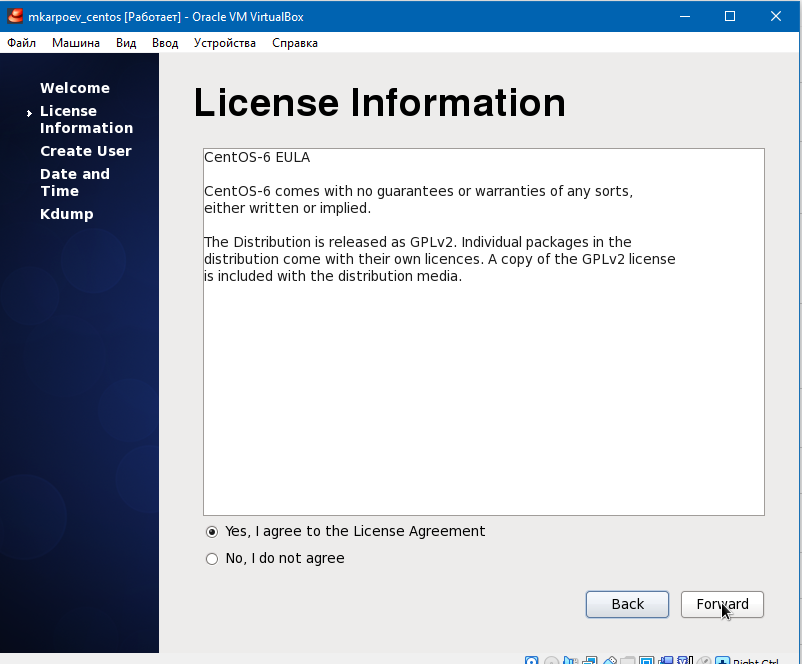 mkarpoev_centos [Работает] - Oracle VM VirtualBox
Файл Машина Вид Ввод Устройства Справка
Welcome
License
Information
Create User
Date and
Time
Kdump
License Information
CentOS-6 EULA
CentOS-6 comes with no guarantees or warranties of any sorts,
either written or implied.
The Distribution is released as GPLv2. Individual packages in the
distribution come with their own licences. A copy of the GPLv2 license
is included with the distribution media.
Yes, I agree to the License Agreement
No, I do not agree
Back Forward
Right Ctrl